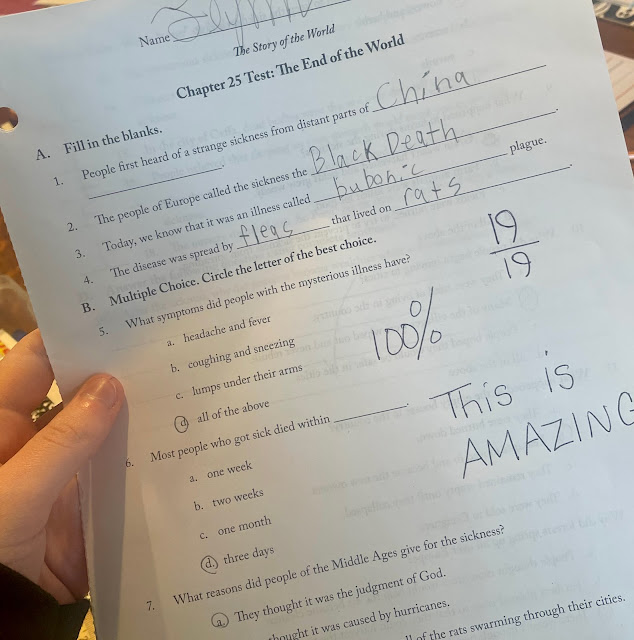 Name
The Story of the World
Chapter 25 Test: The End of the World
A. Fill in the blanks.
1. People first heard of a strange sickness from distant parts of China
.
2. The people of Europe called the sickness the Black Death.
3. Today, we know that it was an illness called bubonic plague.
4. The disease was spread by fleas that lived on rats.
B. Multiple Choice. Circle the letter of the best choice.
5. What symptoms did people with the mysterious illness have?
a. headache and fever
b. coughing and sneezing
c. lumps under their arms
d. all of the above
19
19
100%
This is
AMAZING
6. Most people who got sick died within ________.
a. one week
b. two weeks
c. one month
d. three days
7. What reasons did people of the Middle Ages give for the sickness?
a. They thought it was the judgment of God.
thought it was caused by hurricanes.
of the rats swarming through their cities.